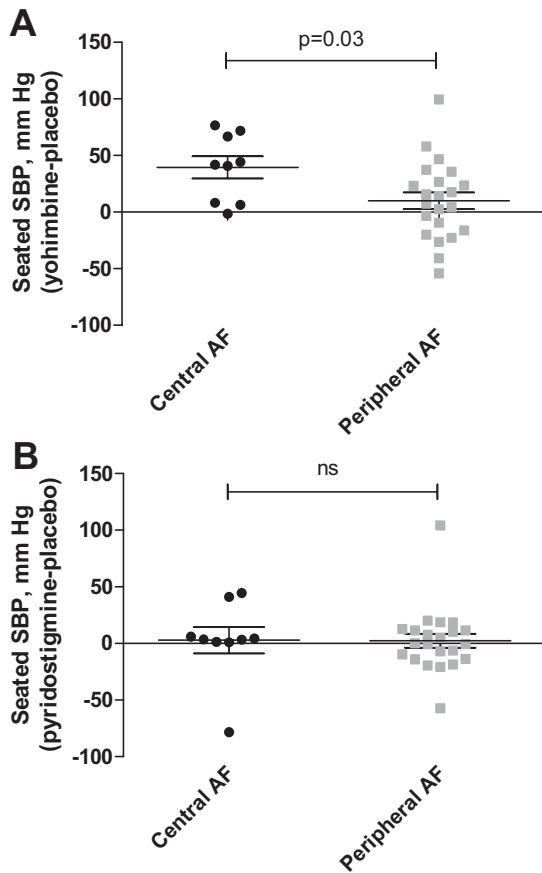 A
p=0.03
Seated SBP, mm Hg
(yohimbine-placebo)
150
100
50
0
-50
-100
Central AF
Peripheral AF
B
ns
Seated SBP, mm Hg
(pyridostigmine-placebo)
150
100
50
0
-50
-100
Central AF
Peripheral AF